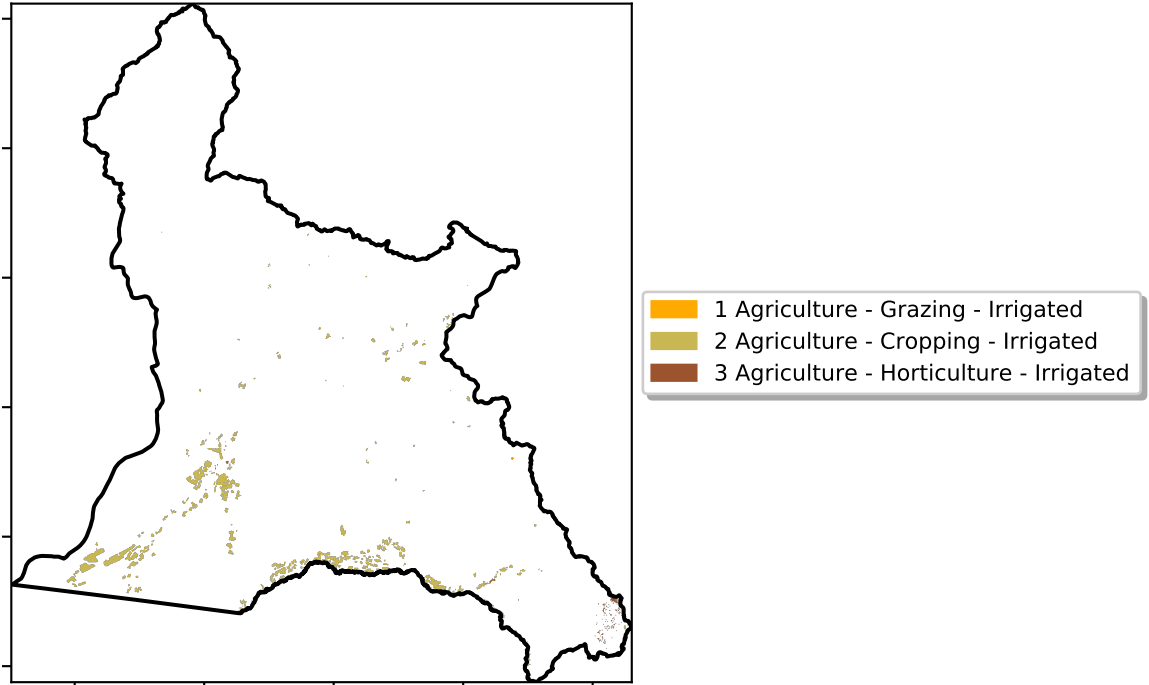 1 Agriculture - Grazing - Irrigated
2 Agriculture - Cropping - Irrigated
3 Agriculture - Horticulture - Irrigated